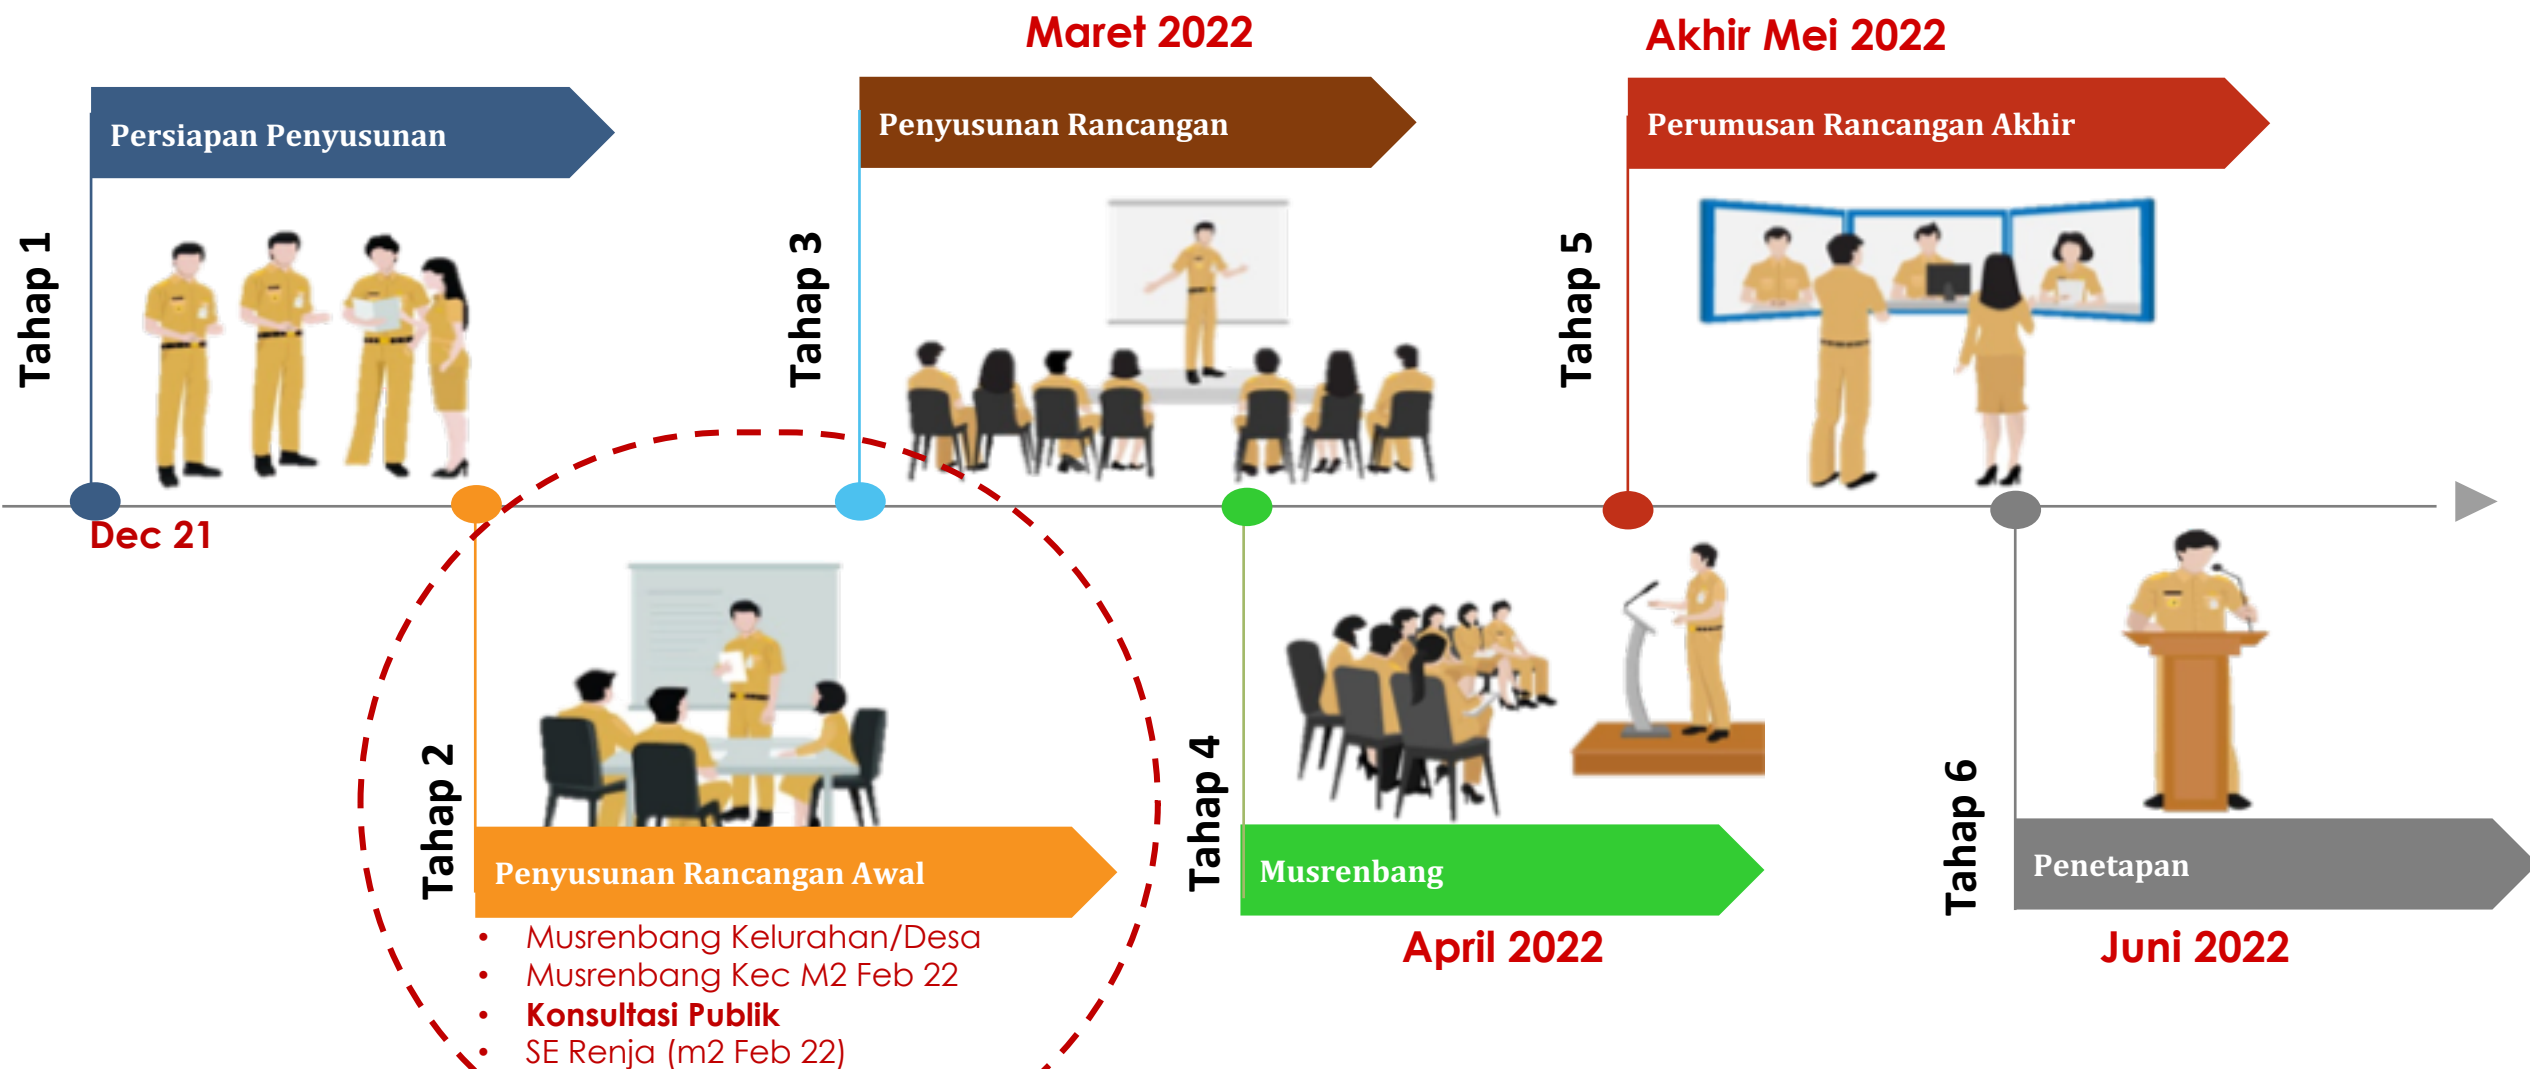 Tahap 1
Persiapan Penyusunan
Dec 21
Tahap 2
Penyusunan Rancangan Awal
• Musrenbang Kelurahan/Desa
• Musrenbang Kec M2 Feb 22
• Konsultasi Publik
• SE Renja (m2 Feb 22)
Maret 2022
Tahap 3
Penyusunan Rancangan
Tahap 4
Musrenbang
April 2022
Akhir Mei 2022
Tahap 5
Perumusan Rancangan Akhir
Tahap 6
Penetapan
Juni 2022